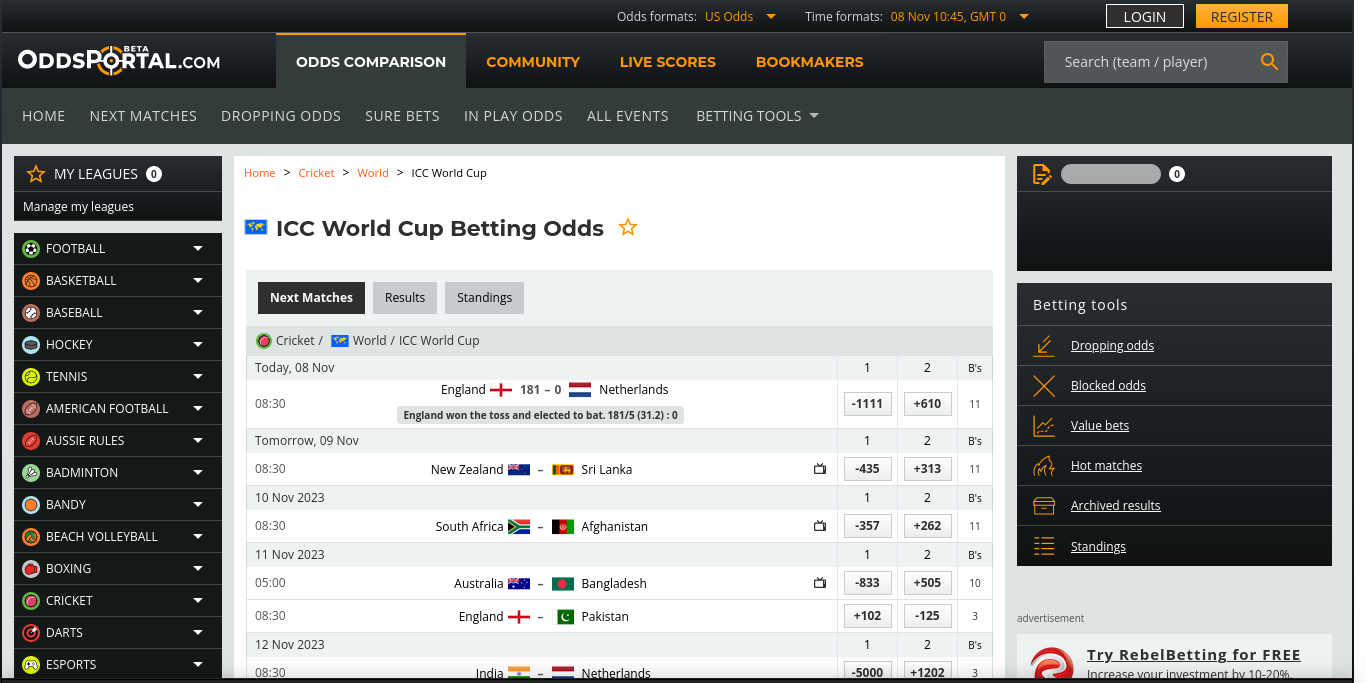 Odds formats: US Odds Time formats: 08 Nov 10:45, GMT 0 LOGIN REGISTER
ODDSPORTAL.COM BETA ODDS COMPARISON COMMUNITY LIVE SCORES BOOKMAKERS Search (team / player)
HOME NEXT MATCHES DROPPING ODDS SURE BETS IN PLAY ODDS ALL EVENTS BETTING TOOLS
MY LEAGUES 0
Manage my leagues
FOOTBALL
BASKETBALL
BASEBALL
HOCKEY
TENNIS
AMERICAN FOOTBALL
AUSSIE RULES
BADMINTON
BANDY
BEACH VOLLEYBALL
BOXING
CRICKET
DARTS
ESPORTS
Home > Cricket > World > ICC World Cup
ICC World Cup Betting Odds
Next Matches Results Standings
Cricket / World / ICC World Cup
Today, 08 Nov 1 2 B's
08:30 England 181 – 0 Netherlands -1111 +610 11
England won the toss and elected to bat. 181/5 (31.2) : 0
Tomorrow, 09 Nov 1 2 B's
08:30 New Zealand – Sri Lanka -435 +313 11
10 Nov 2023 1 2 B's
08:30 South Africa – Afghanistan -357 +262 11
11 Nov 2023 1 2 B's
05:00 Australia – Bangladesh -833 +505 10
08:30 England – Pakistan +102 -125 3
12 Nov 2023 1 2 B's
08:30 India – Netherlands -5000 +1202 3
0
Betting tools
Dropping odds
Blocked odds
Value bets
Hot matches
Archived results
Standings
advertisement
Try RebelBetting for FREE
Increase your investment by 10-20%.